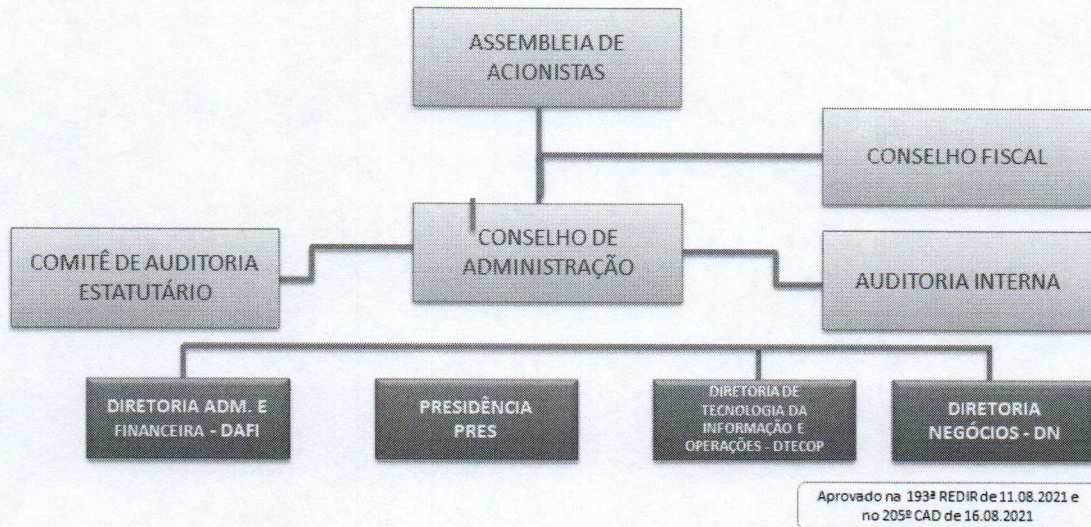 ASSEMBLEIA DE
ACIONISTAS
CONSELHO FISCAL
COMITÊ DE AUDITORIA
ESTATUTÁRIO
CONSELHO DE
ADMINISTRAÇÃO
AUDITORIA INTERNA
DIRETORIA ADM. E
FINANCEIRA - DAFI
PRESIDÊNCIA
PRES
DIRETORIA DE
TECNOLOGIA DA
INFORMAÇÃO E
OPERAÇÕES - DTECOP
DIRETORIA
NEGÓCIOS - DN
Aprovado na 193ª REDIR de 11.08.2021 e
no 205º CAD de 16.08.2021